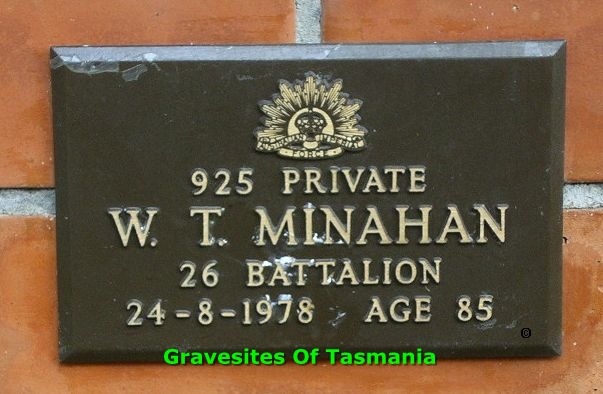 AUSTRALIAN IMPERIAL
FORCE
925 PRIVATE
W. T. MINAHAN
26 BATTALION
24-8-1978 AGE 85
©
Gravesites Of Tasmania